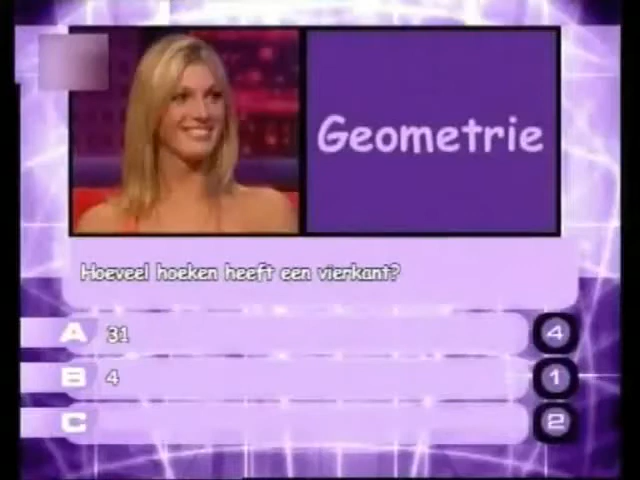 Geometrie
Hoeveel hoeken heeft een vierkant?
A 31 4
B 4 1
C 2